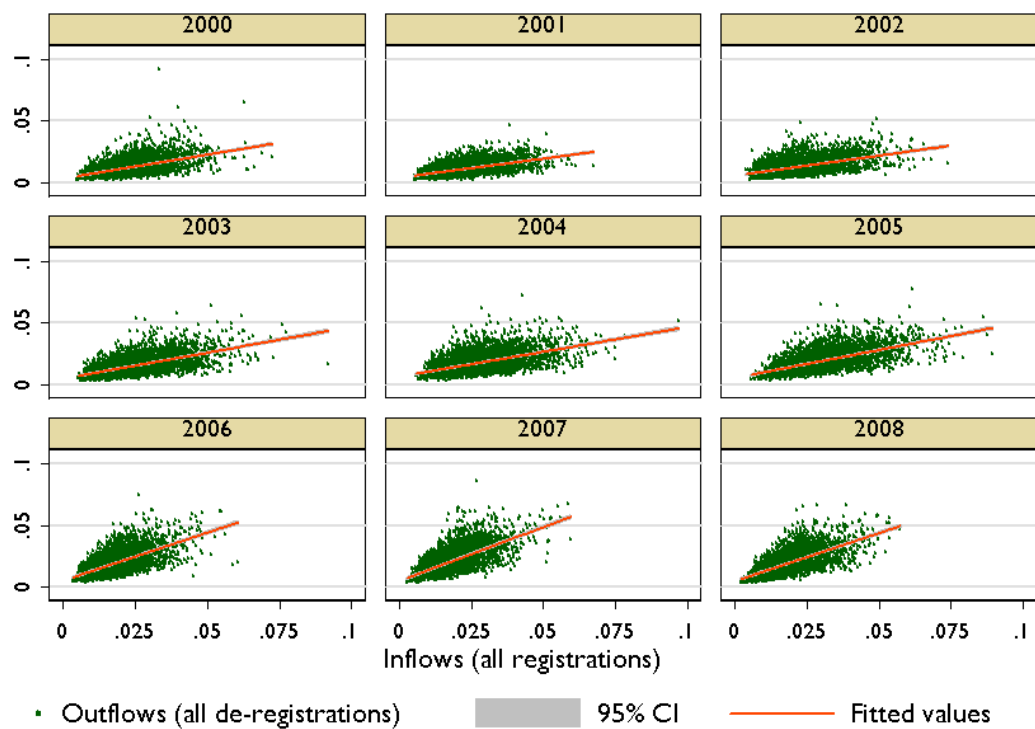 2000 2001 2002
.1
.05
0
2003 2004 2005
.1
.05
0
2006 2007 2008
.1
.05
0
0 .025 .05 .075 .1 0 .025 .05 .075 .1 0 .025 .05 .075 .1
Inflows (all registrations)
Outflows (all de-registrations) 95% CI Fitted values